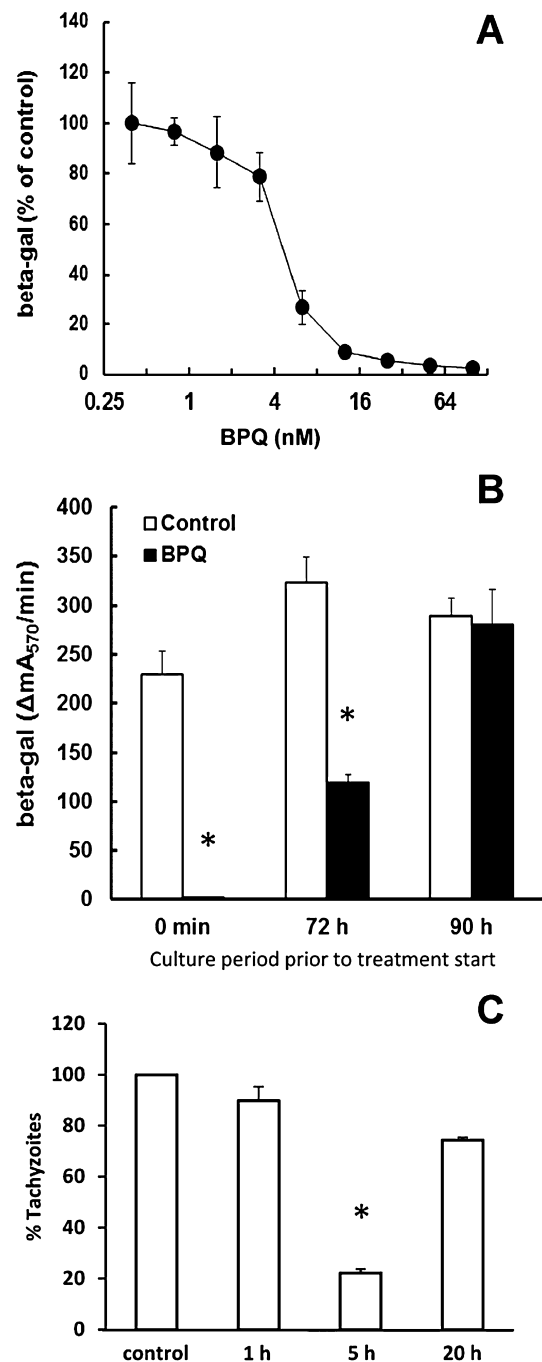 A
140
120
100
80
60
40
20
0
beta-gal (% of control)
0.25 1 4 16 64
BPQ (nM)
B
400
350
300
250
200
150
100
50
0
beta-gal (ΔmA570/min)
Control
BPQ
*
*
0 min 72 h 90 h
Culture period prior to treatment start
C
120
100
80
60
40
20
0
% Tachyzoites
*
control 1 h 5 h 20 h